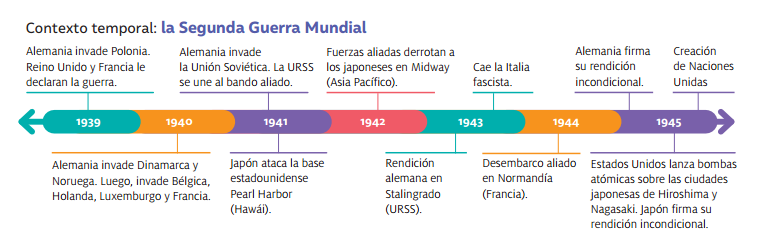 Contexto temporal: la Segunda Guerra Mundial
Alemania invade Polonia.
Reino Unido y Francia le
declaran la guerra.
Alemania invade
la Unión Soviética. La URSS
se une al bando aliado.
Fuerzas aliadas derrotan a
los japoneses en Midway
(Asia Pacífico).
Cae la Italia
fascista.
Alemania firma
su rendición
incondicional.
Creación
de Naciones
Unidas
1939
1940
1941
1942
1943
1944
1945
Alemania invade Dinamarca y
Noruega. Luego, invade Bélgica,
Holanda, Luxemburgo y Francia.
Japón ataca la base
estadounidense
Pearl Harbor
(Hawái).
Rendición
alemana en
Stalingrado
(URSS).
Desembarco aliado
en Normandía
(Francia).
Estados Unidos lanza bombas
atómicas sobre las ciudades
japonesas de Hiroshima y
Nagasaki. Japón firma su
rendición incondicional.